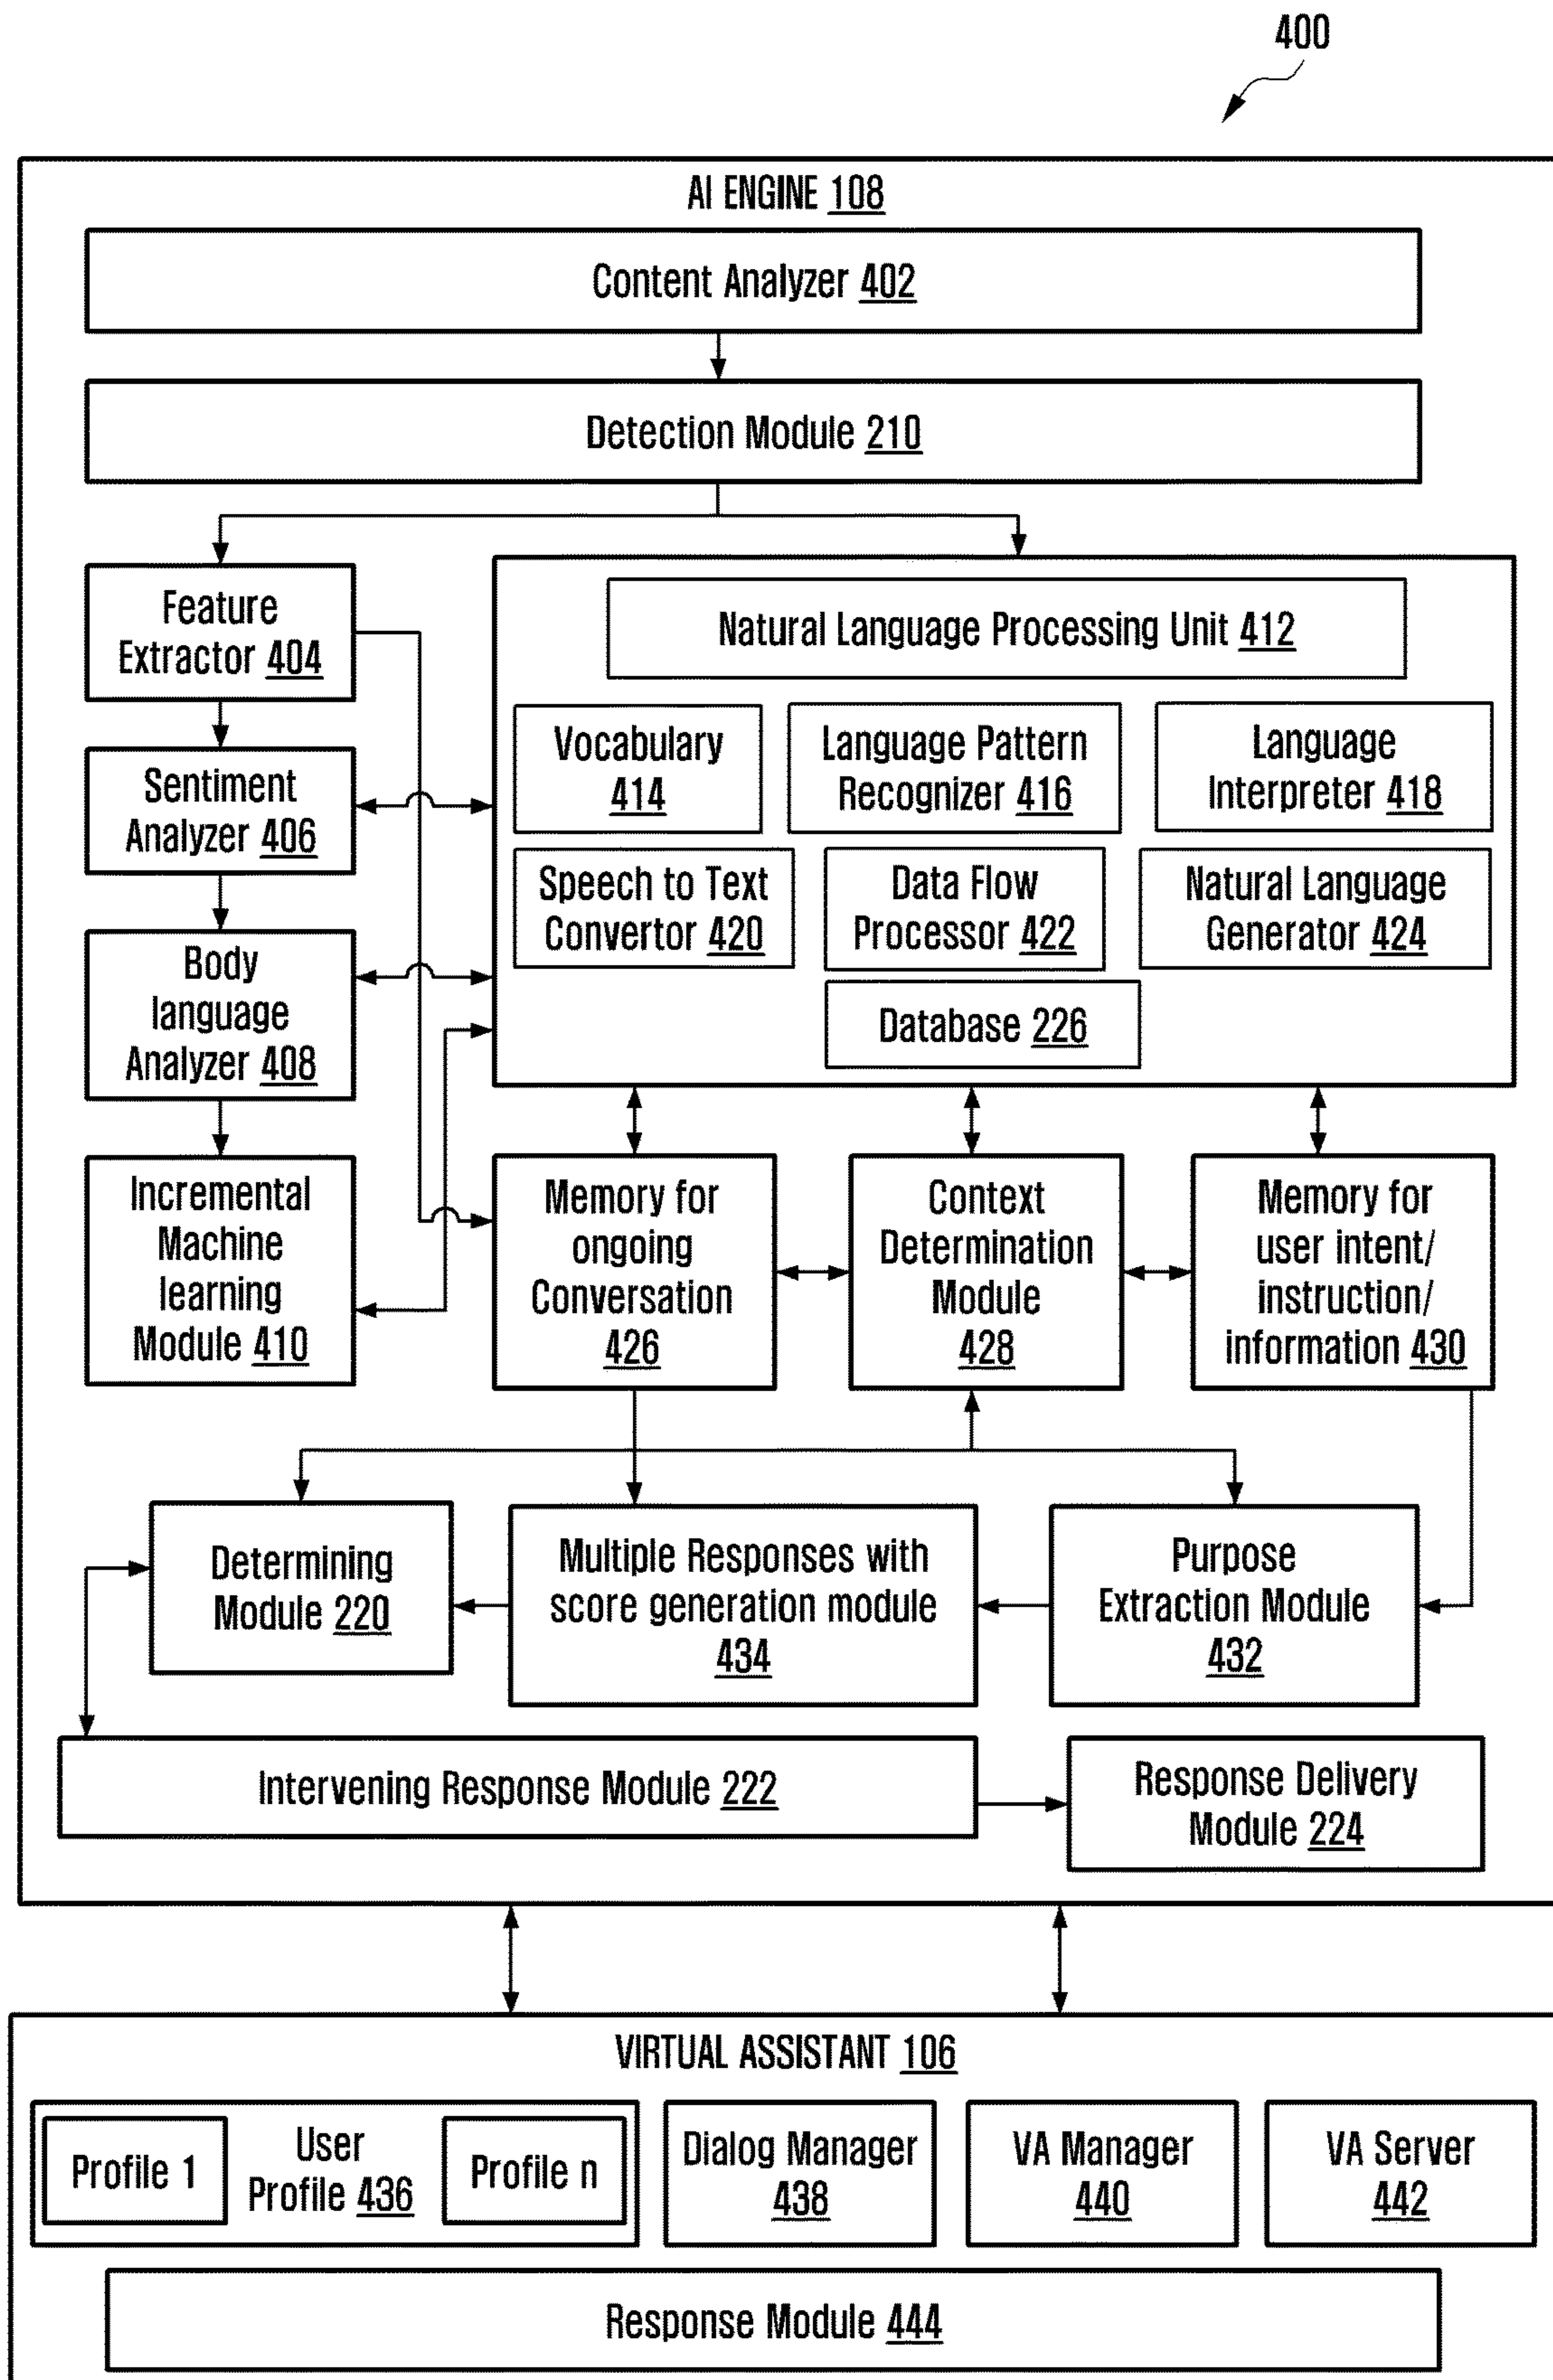 400
AI ENGINE 108
Content Analyzer 402
Detection Module 210
Feature
Extractor 404
Sentiment
Analyzer 406
Body
language
Analyzer 408
Incremental
Machine
learning
Module 410
Natural Language Processing Unit 412
Vocabulary
414
Language Pattern
Recognizer 416
Language
Interpreter 418
Speech to Text
Convertor 420
Data Flow
Processor 422
Natural Language
Generator 424
Database 226
Memory for
ongoing
Conversation
426
Context
Determination
Module
428
Memory for
user intent/
instruction/
information 430
Determining
Module 220
Multiple Responses with
score generation module
434
Purpose
Extraction Module
432
Intervening Response Module 222
Response Delivery
Module 224
VIRTUAL ASSISTANT 106
Profile 1
User
Profile 436
Profile n
Dialog Manager
438
VA Manager
440
VA Server
442
Response Module 444